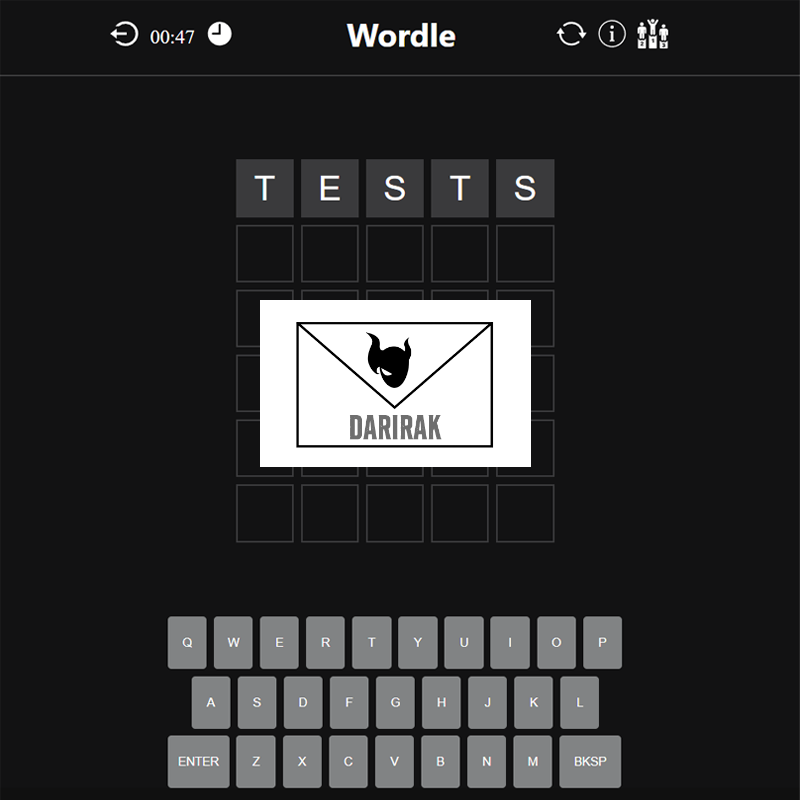 00:47 Wordle
T E S T S
DARIRAK
Q W E R T Y U I O P
A S D F G H J K L
ENTER Z X C V B N M BKSP